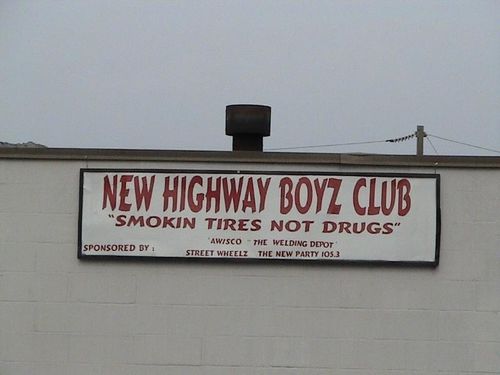 NEW HIGHWAY BOYZ CLUB
"SMOKIN TIRES NOT DRUGS"
"AWISCO "THE WELDING DEPOT"
SPONSORED BY : STREET WHEELZ THE NEW PARTY 105.3